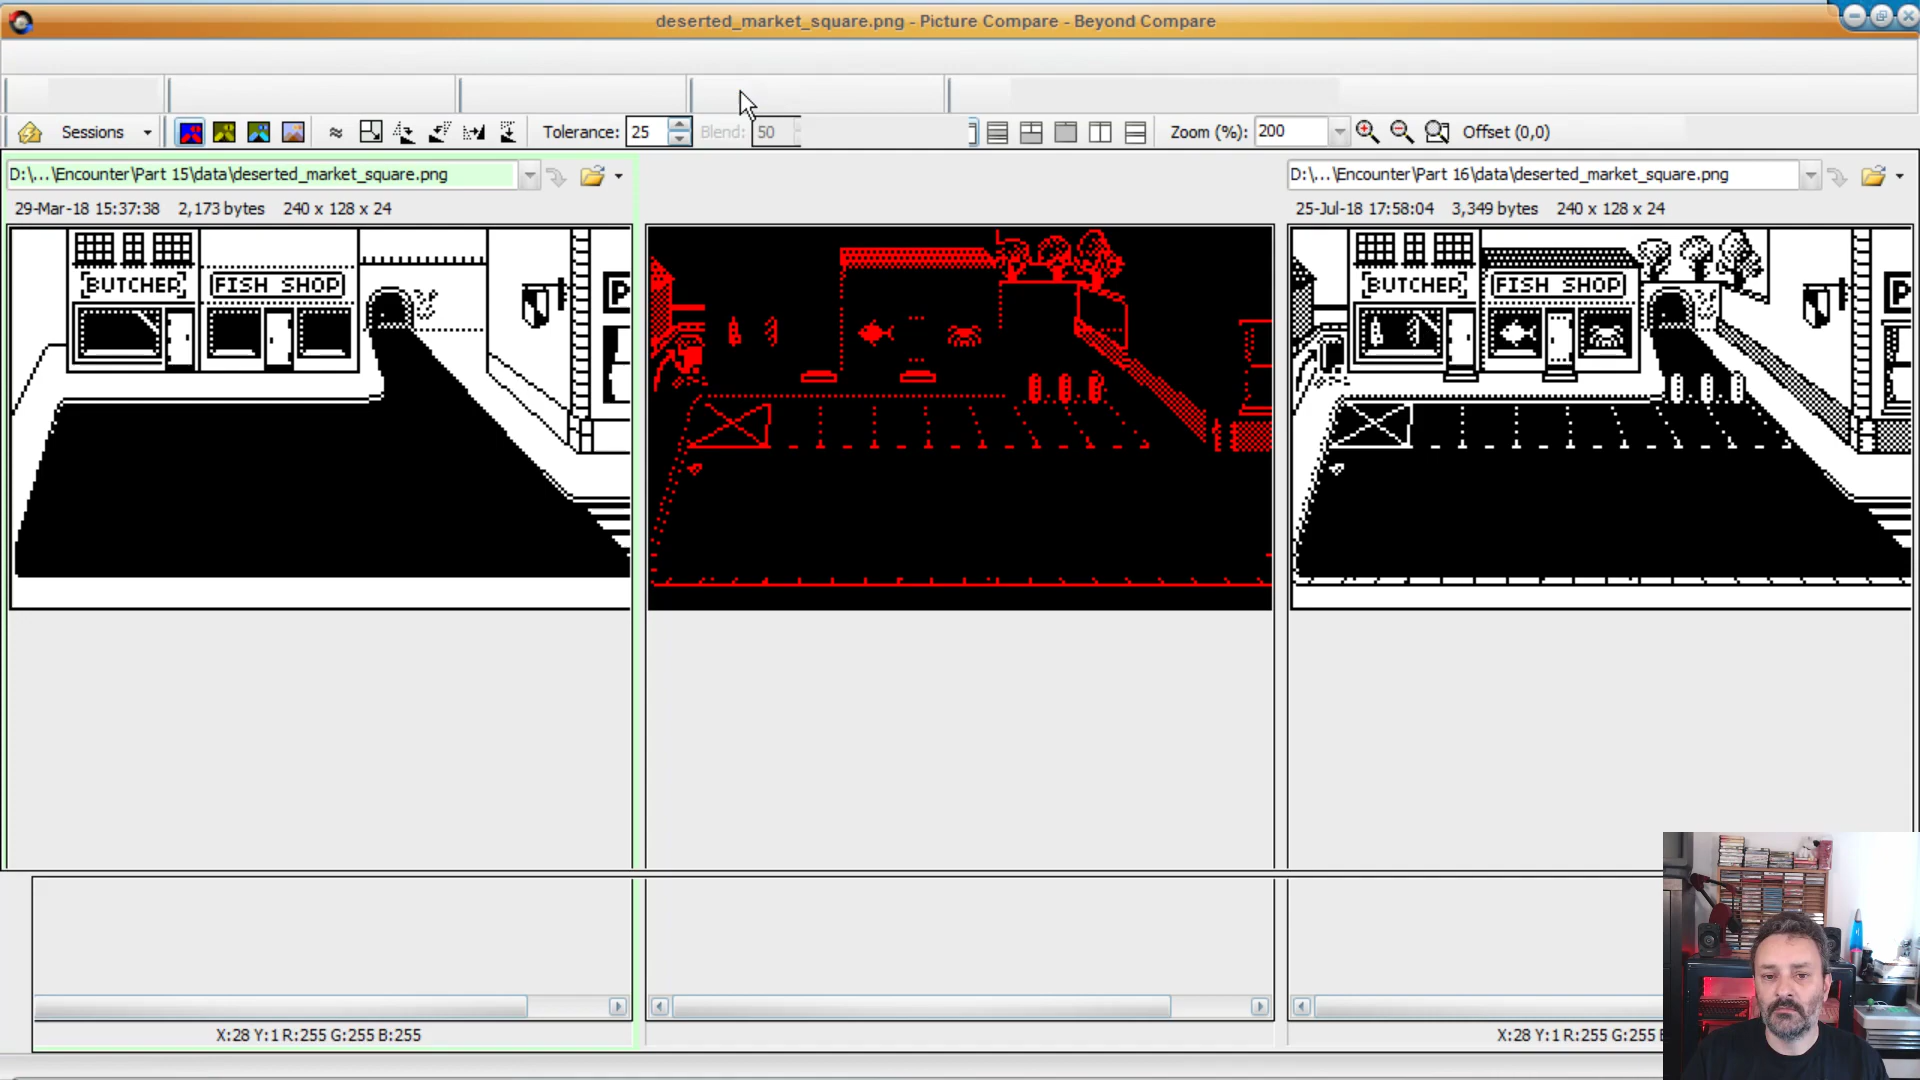 deserted_market_square.png - Picture Compare - Beyond Compare
Sessions Tolerance: 25 Blend: 50 Zoom (%): 200 Offset (0,0)
D:\...\Encounter\Part 15\data\deserted_market_square.png
29-Mar-18 15:37:38 2,173 bytes 240 x 128 x 24
D:\...\Encounter\Part 16\data\deserted_market_square.png
25-Jul-18 17:58:04 3,349 bytes 240 x 128 x 24
BUTCHER FISH SHOP
P
BUTCHER FISH SHOP
P
X:28 Y:1 R:255 G:255 B:255
X:28 Y:1 R:255 G:255